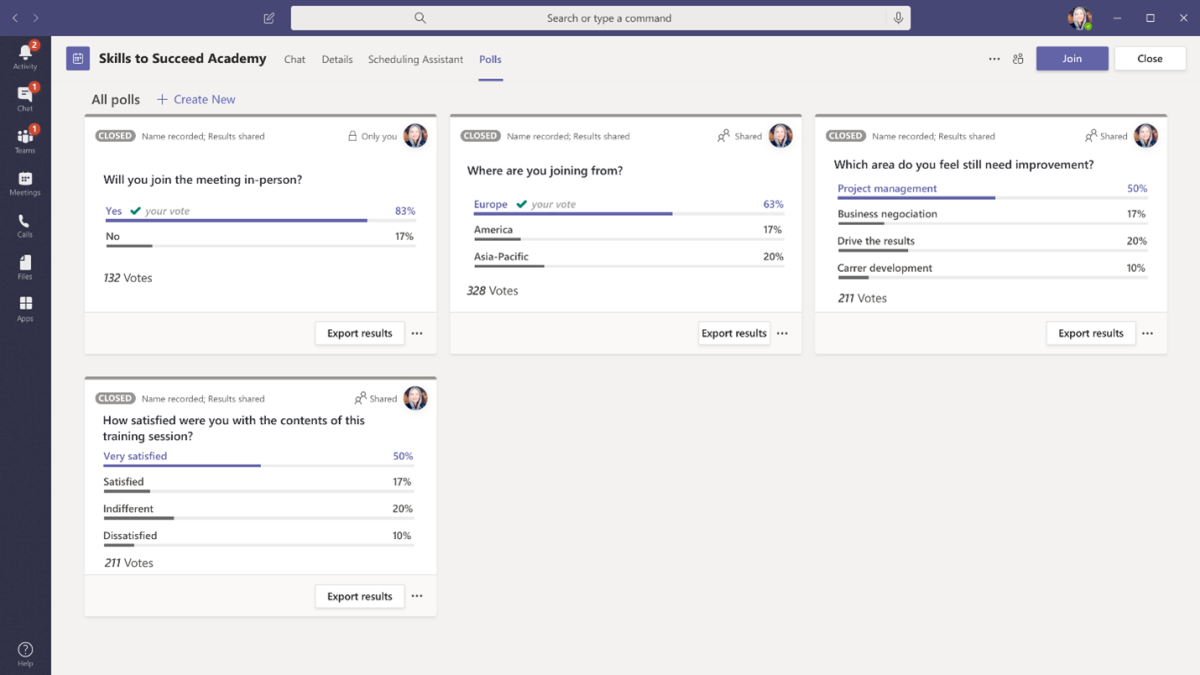 Search or type a command
2
Activity
Skills to Succeed Academy
Chat
Details
Scheduling Assistant
Polls
Join
Close
1
Chat
1
Teams
Meetings
Calls
Files
Apps
Help
All polls
+ Create New
CLOSED Name recorded; Results shared Only you
Will you join the meeting in-person?
Yes your vote 83%
No 17%
132 Votes
Export results
CLOSED Name recorded; Results shared Shared
Where are you joining from?
Europe your vote 63%
America 17%
Asia-Pacific 20%
328 Votes
Export results
CLOSED Name recorded; Results shared Shared
Which area do you feel still need improvement?
Project management 50%
Business negociation 17%
Drive the results 20%
Carrer development 10%
211 Votes
Export results
CLOSED Name recorded; Results shared Shared
How satisfied were you with the contents of this
training session?
Very satisfied 50%
Satisfied 17%
Indifferent 20%
Dissatisfied 10%
211 Votes
Export results